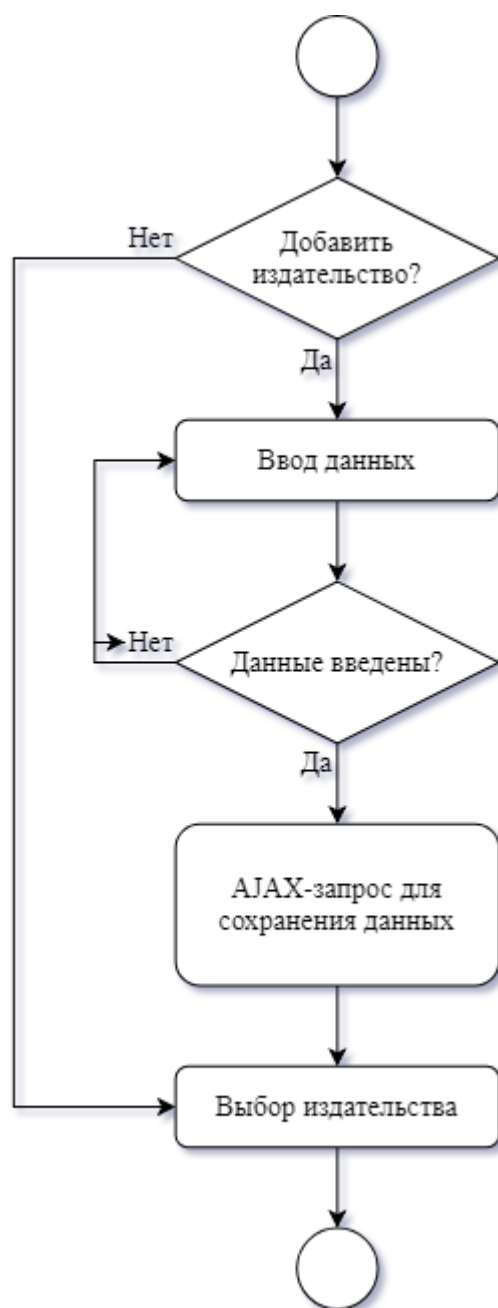 Нет
Добавить
издательство?
Да
Ввод данных
Нет
Данные введены?
Да
AJAX-запрос для
сохранения данных
Выбор издательства